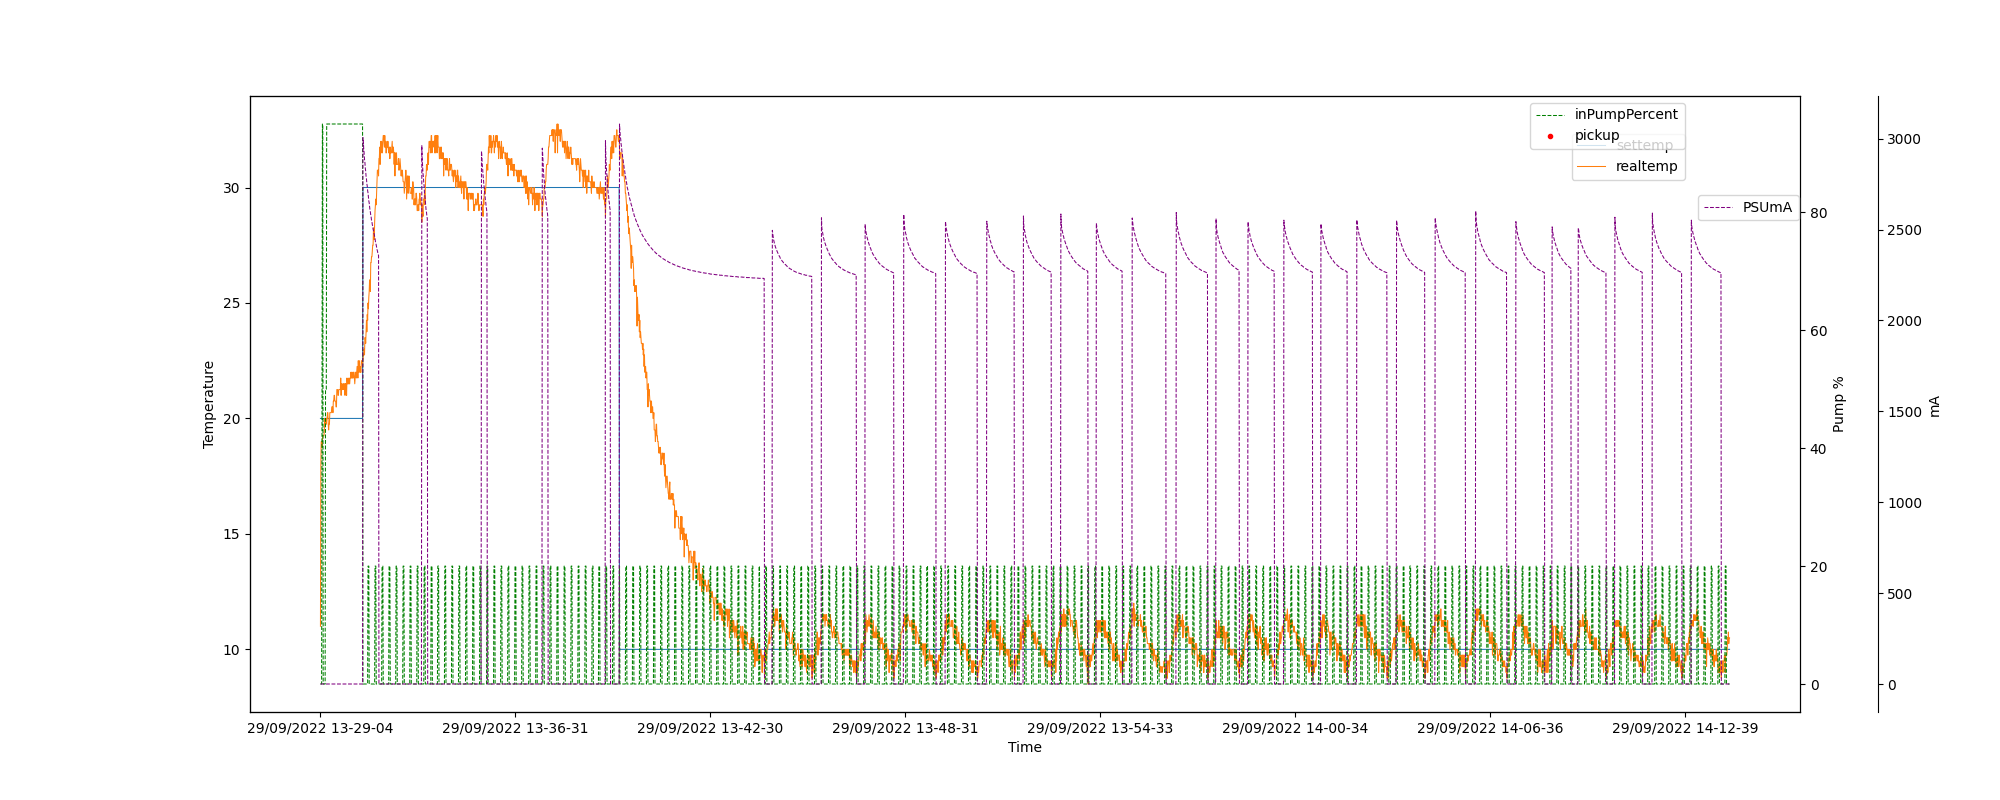 inPumpPercent
pickup
settemp
realtemp
PSUmA
Temperature
30
25
20
15
10
Pump %
80
60
40
20
0
mA
3000
2500
2000
1500
1000
500
0
29/09/2022 13-29-04
29/09/2022 13-36-31
29/09/2022 13-42-30
29/09/2022 13-48-31
29/09/2022 13-54-33
29/09/2022 14-00-34
29/09/2022 14-06-36
29/09/2022 14-12-39
Time